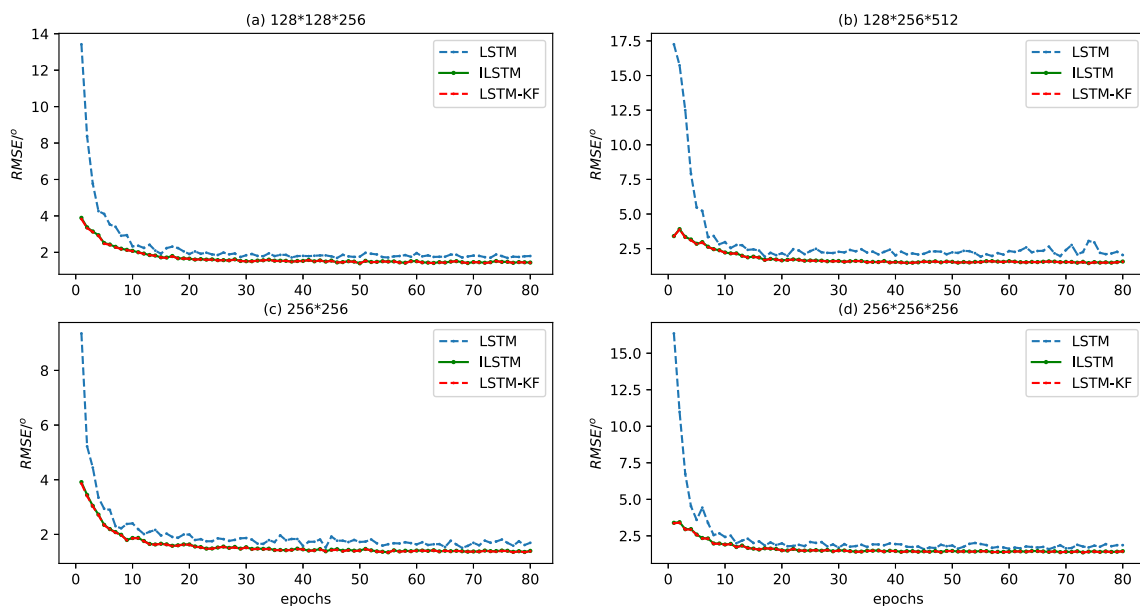 (a) 128*128*256
14
12
10
8
6
4
2
RMSE/°
0 10 20 30 40 50 60 70 80
LSTM
ILSTM
LSTM-KF
(b) 128*256*512
17.5
15.0
12.5
10.0
7.5
5.0
2.5
RMSE/°
0 10 20 30 40 50 60 70 80
LSTM
ILSTM
LSTM-KF
(c) 256*256
8
6
4
2
RMSE/°
0 10 20 30 40 50 60 70 80
epochs
LSTM
ILSTM
LSTM-KF
(d) 256*256*256
15.0
12.5
10.0
7.5
5.0
2.5
RMSE/°
0 10 20 30 40 50 60 70 80
epochs
LSTM
ILSTM
LSTM-KF